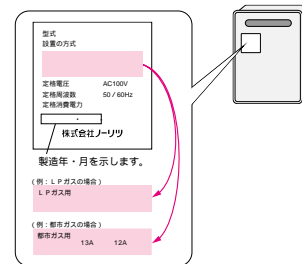 型式
設置の方式
定格電圧 AC100V
定格周波数 50/60Hz
定格消費電力
・
株式会社ノーリツ
製造年・月を示します。
(例:LPガスの場合)
LPガス用
(例:都市ガスの場合)
都市ガス用
13A 12A